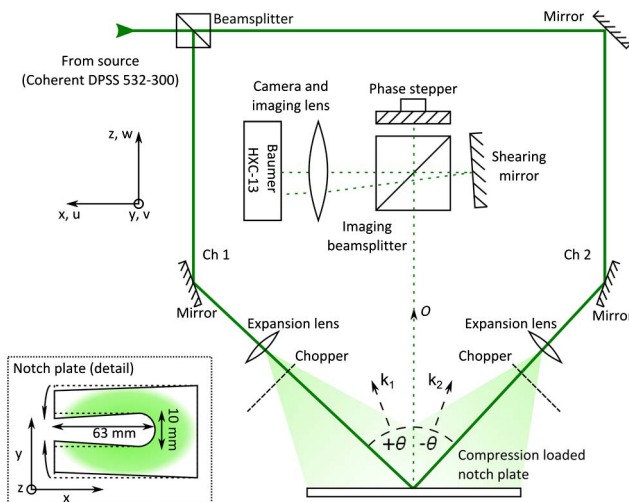 Beamsplitter
Mirror
From source
(Coherent DPSS 532-300)
Camera and
imaging lens
Phase stepper
Baumer
HXC-13
Shearing
mirror
Imaging
beamsplitter
z, w
x, u
y, v
Ch 1
Ch 2
Mirror
Mirror
Expansion lens
Expansion lens
o
Chopper
Chopper
k₁
k₂
+θ
-θ
Compression loaded
notch plate
Notch plate (detail)
63 mm
10 mm
y
z
x